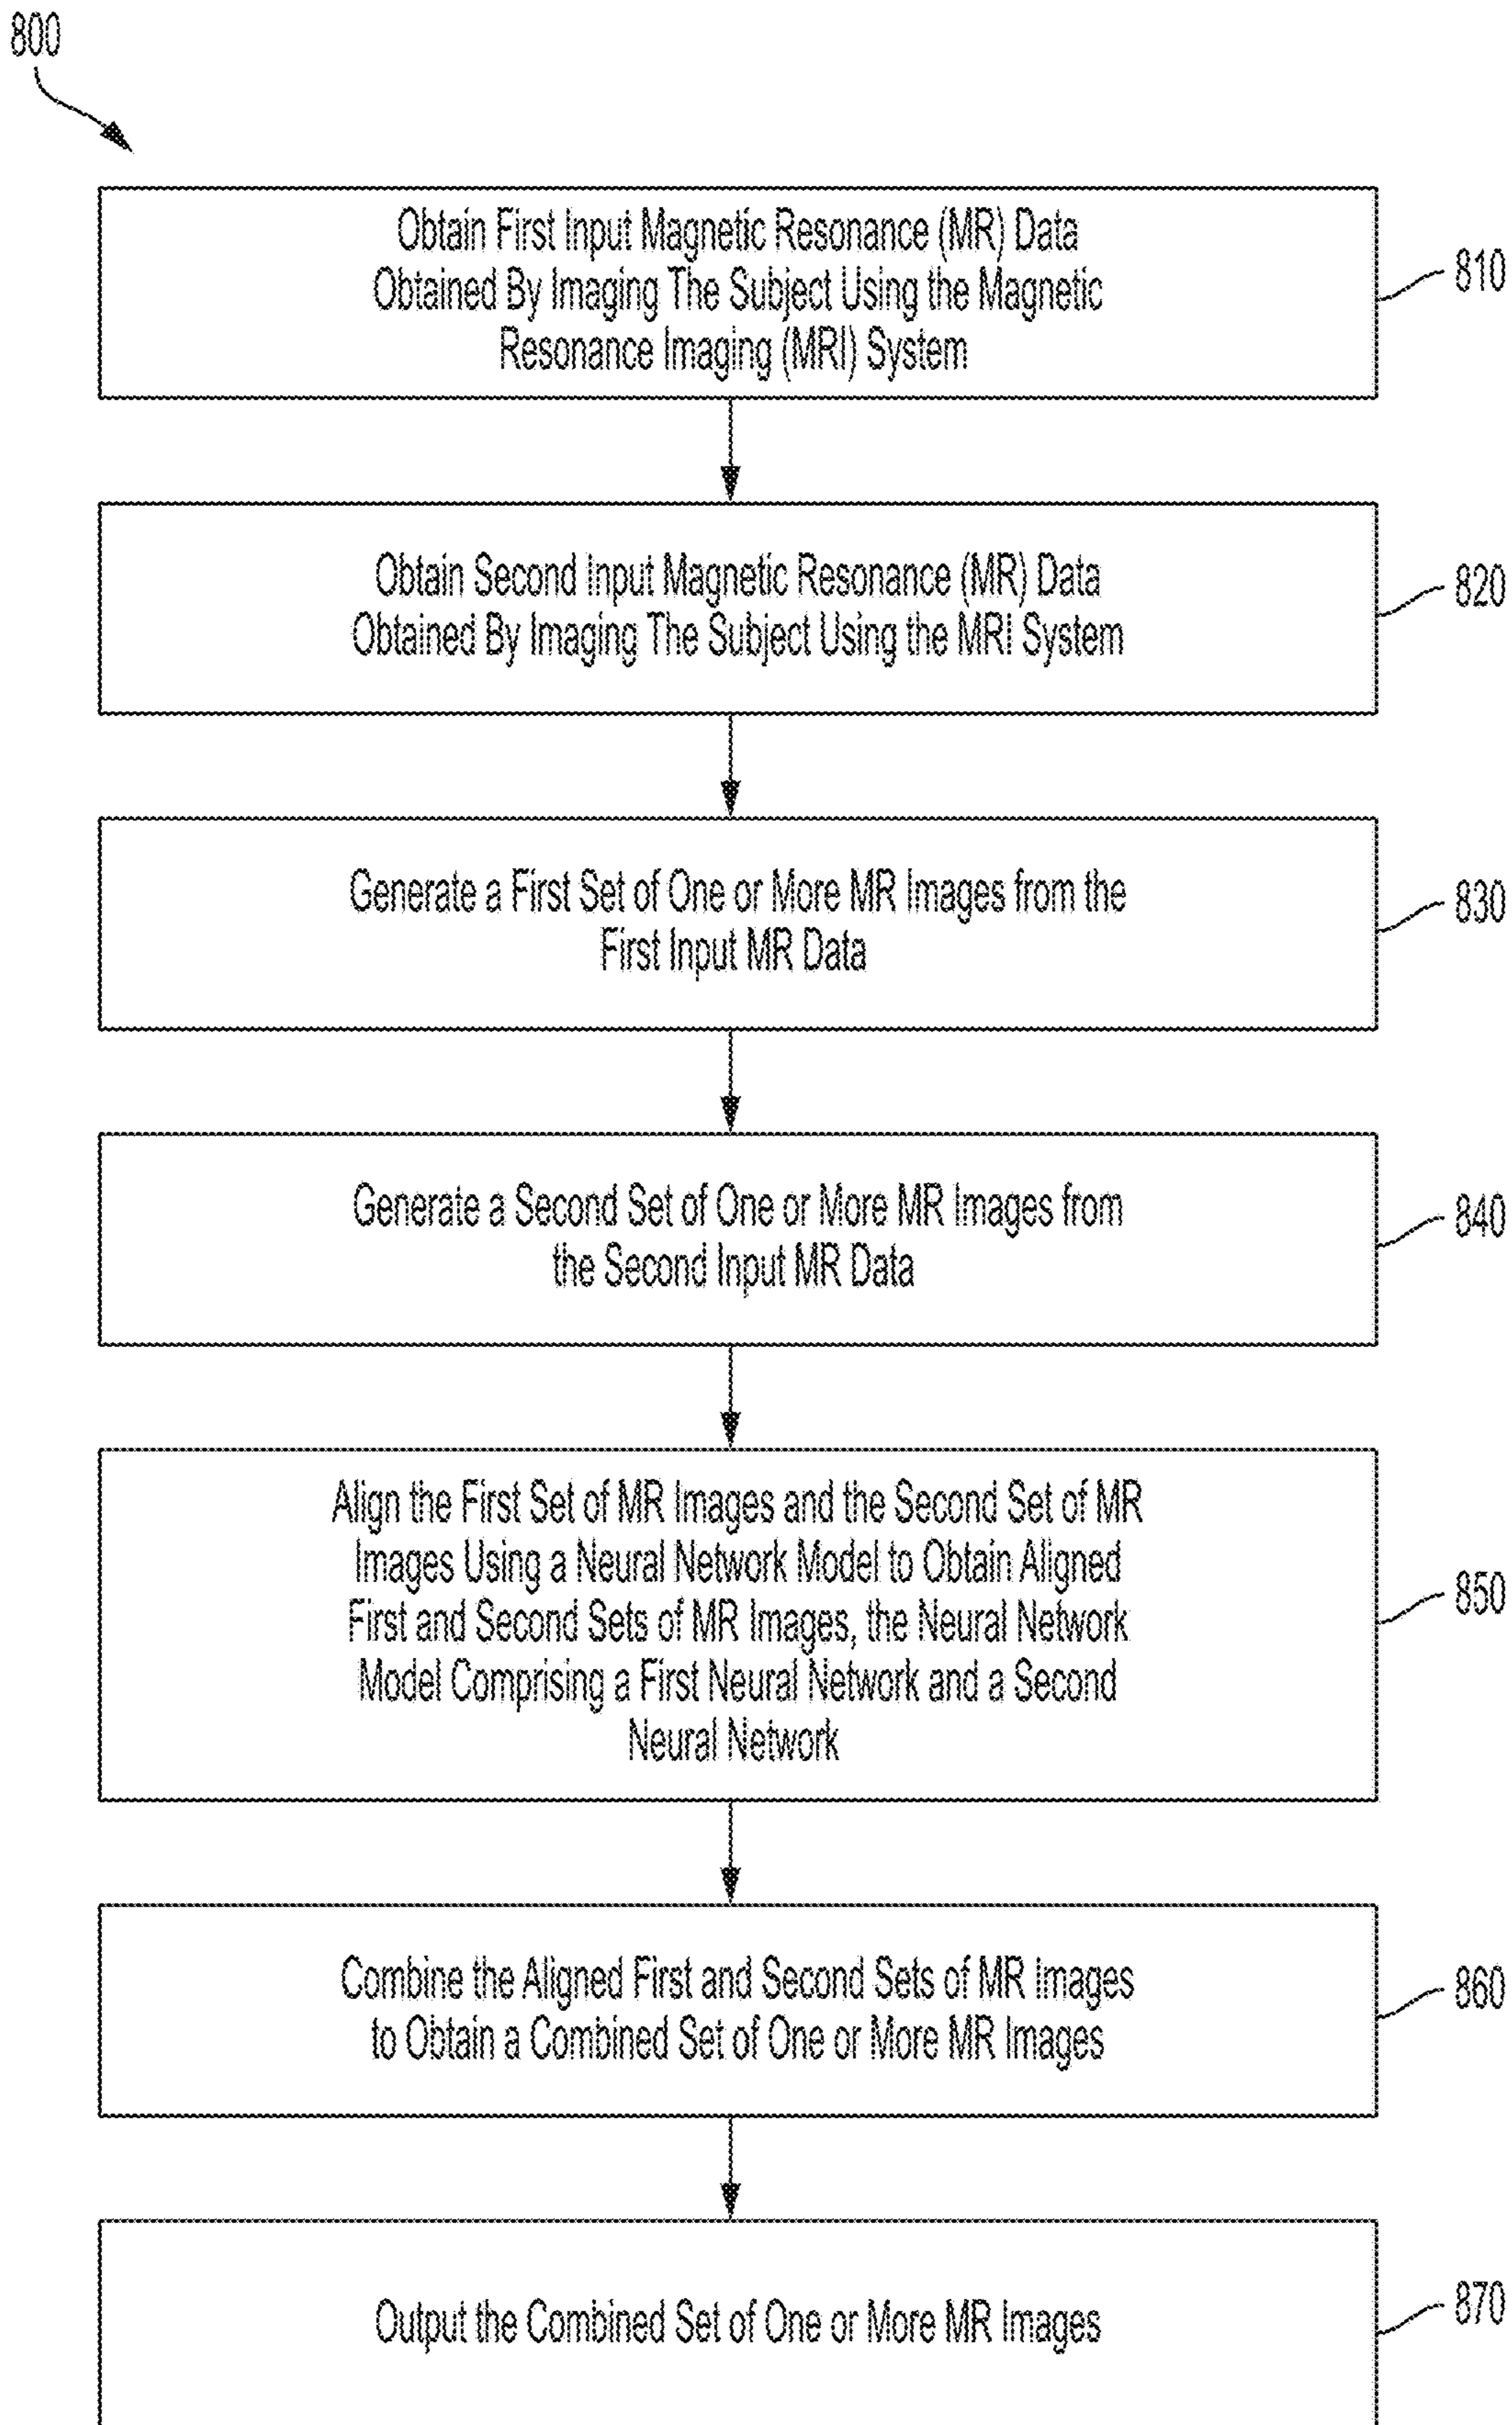 800
Obtain First Input Magnetic Resonance (MR) Data
Obtained By Imaging The Subject Using the Magnetic
Resonance Imaging (MRI) System
810
Obtain Second Input Magnetic Resonance (MR) Data
Obtained By Imaging The Subject Using the MRI System
820
Generate a First Set of One or More MR Images from the
First Input MR Data
830
Generate a Second Set of One or More MR Images from
the Second Input MR Data
840
Align the First Set of MR Images and the Second Set of MR
Images Using a Neural Network Model to Obtain Aligned
First and Second Sets of MR Images, the Neural Network
Model Comprising a First Neural Network and a Second
Neural Network
850
Combine the Aligned First and Second Sets of MR Images
to Obtain a Combined Set of One or More MR Images
860
Output the Combined Set of One or More MR Images
870